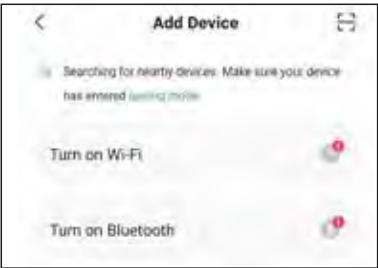 Add Device
Searching for nearby devices. Make sure your device
has entered pairing mode.
Turn on Wi-Fi
Turn on Bluetooth